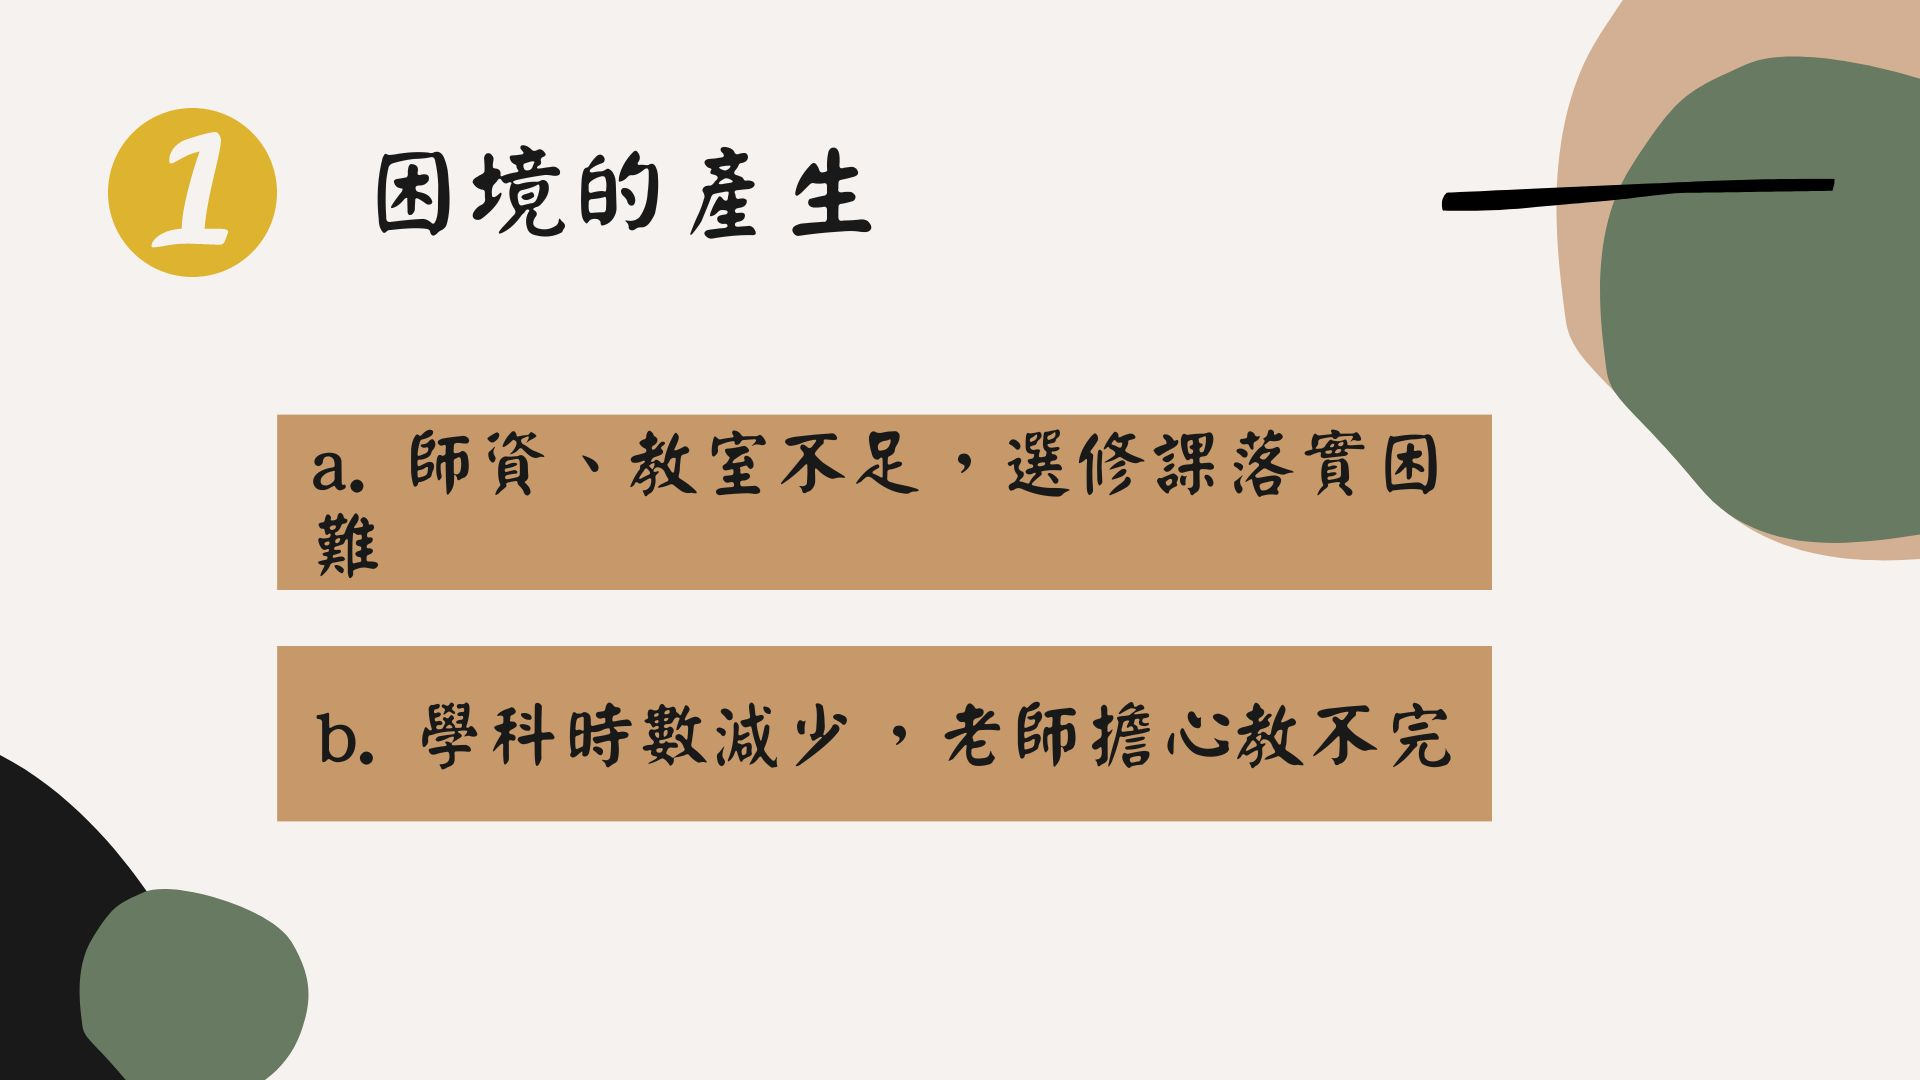 1
困境的產生
a. 師資、教室不足，選修課落實困
難
b. 學科時數減少，老師擔心教不完